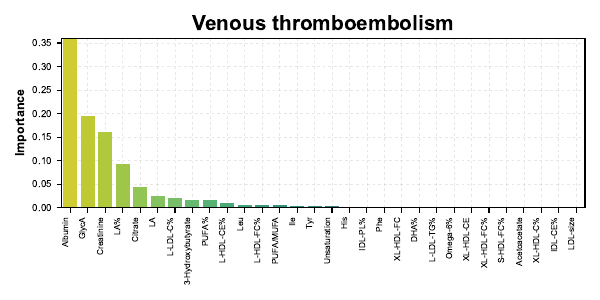 Venous thromboembolism
Importance
0.35
0.30
0.25
0.20
0.15
0.10
0.05
0.00
Albumin
GlycA
Creatinine
LA%
Citrate
LA
L-LDL-C%
3-Hydroxybutyrate
PUFA%
L-HDL-CE%
Leu
L-HDL-FC%
PUFA/MUFA
Ile
Tyr
Unsaturation
His
IDL-PL%
Phe
XL-HDL-FC
DHA%
L-LDL-TG%
Omega-6%
XL-HDL-CE
XL-HDL-FC%
S-HDL-FC%
Acetoacetate
XL-HDL-C%
IDL-CE%
LDL-size